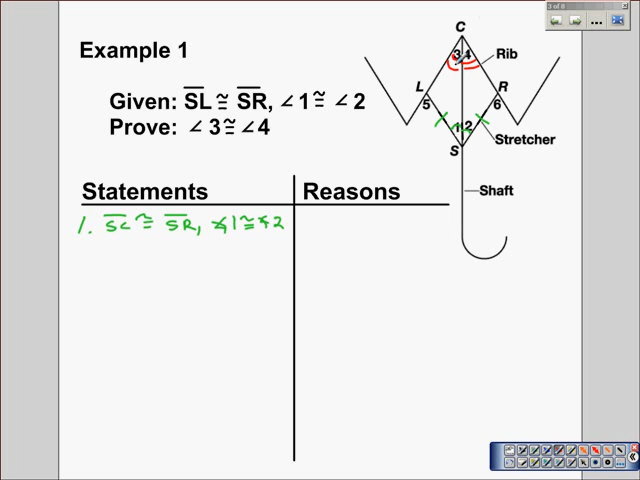 3 of 8
Example 1
Given: SL ≅ SR, ∠1 ≅ ∠2
Prove: ∠3 ≅ ∠4
C
3 4
Rib
L
R
5
6
1 2
Stretcher
S
Shaft
Statements Reasons
1. SL ≅ SR, ∡1 ≅ ∡2